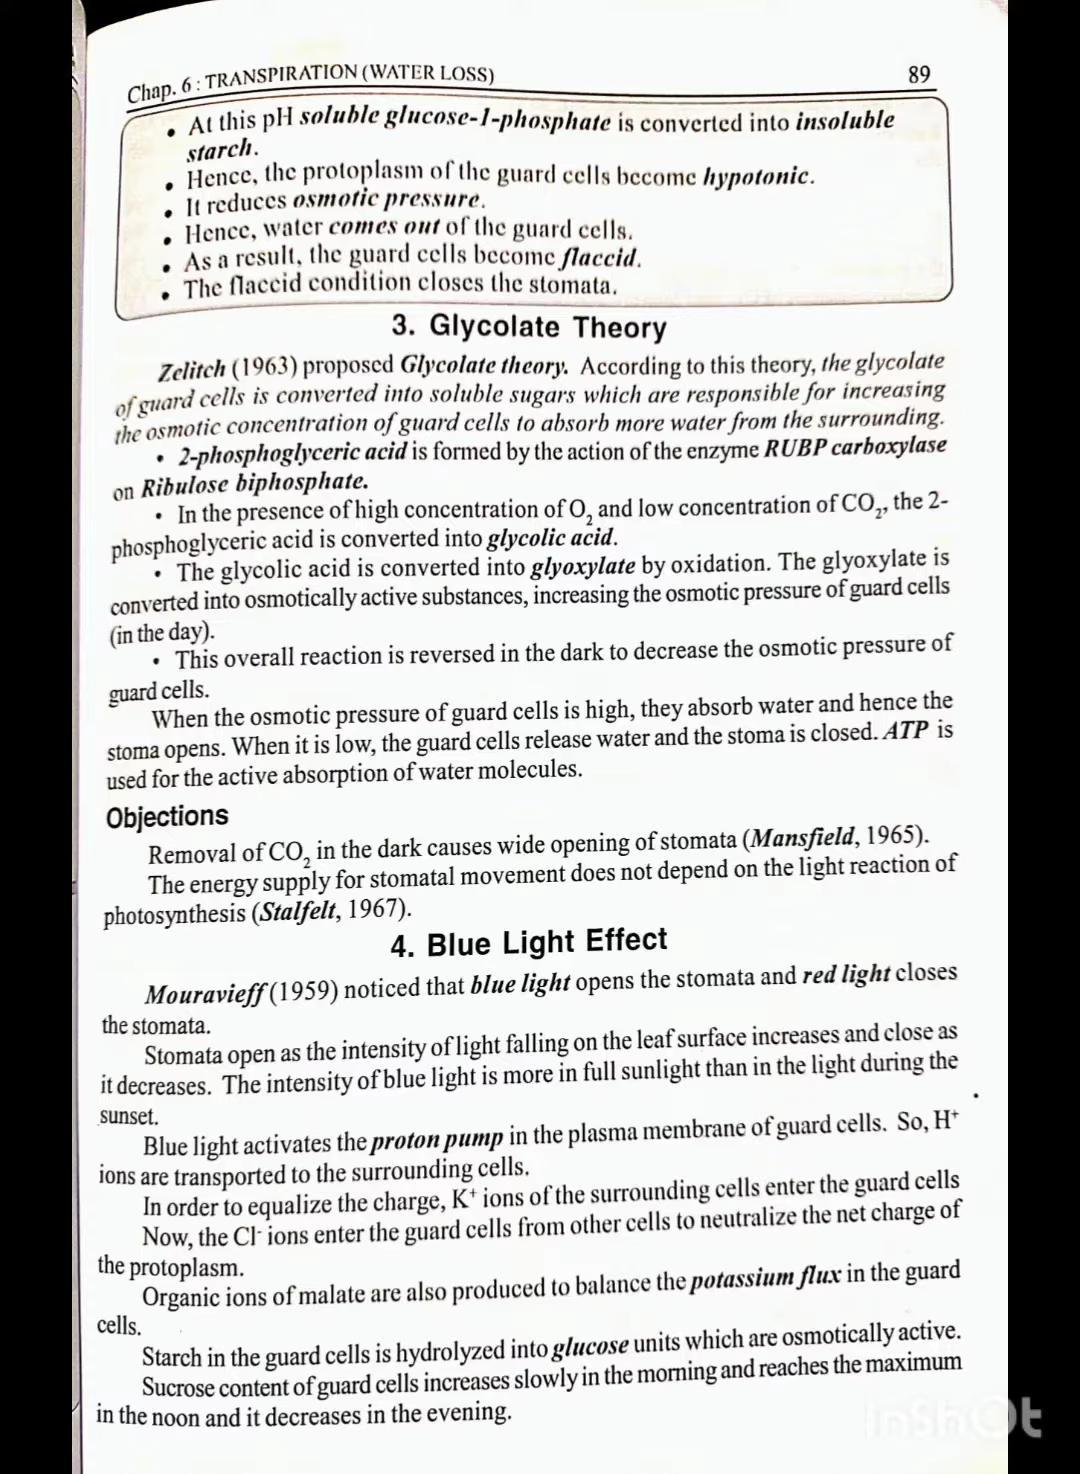 Chap. 6 : TRANSPIRATION (WATER LOSS) 89
• At this pH soluble glucose-1-phosphate is converted into insoluble
starch.
• Hence, the protoplasm of the guard cells become hypotonic.
• It reduces osmotic pressure.
• Hence, water comes out of the guard cells.
• As a result, the guard cells become flaccid.
• The flaccid condition closes the stomata.
3. Glycolate Theory
Zelitch (1963) proposed Glycolate theory. According to this theory, the glycolate
of guard cells is converted into soluble sugars which are responsible for increasing
the osmotic concentration of guard cells to absorb more water from the surrounding.
• 2-phosphoglyceric acid is formed by the action of the enzyme RUBP carboxylase
on Ribulose biphosphate.
• In the presence of high concentration of O₂ and low concentration of CO₂, the 2-
phosphoglyceric acid is converted into glycolic acid.
• The glycolic acid is converted into glyoxylate by oxidation. The glyoxylate is
converted into osmotically active substances, increasing the osmotic pressure of guard cells
(in the day).
• This overall reaction is reversed in the dark to decrease the osmotic pressure of
guard cells.
When the osmotic pressure of guard cells is high, they absorb water and hence the
stoma opens. When it is low, the guard cells release water and the stoma is closed. ATP is
used for the active absorption of water molecules.
Objections
Removal of CO₂ in the dark causes wide opening of stomata (Mansfield, 1965).
The energy supply for stomatal movement does not depend on the light reaction of
photosynthesis (Stalfelt, 1967).
4. Blue Light Effect
Mouravieff (1959) noticed that blue light opens the stomata and red light closes
the stomata.
Stomata open as the intensity of light falling on the leaf surface increases and close as
it decreases. The intensity of blue light is more in full sunlight than in the light during the
sunset.
Blue light activates the proton pump in the plasma membrane of guard cells. So, H⁺
ions are transported to the surrounding cells.
In order to equalize the charge, K⁺ ions of the surrounding cells enter the guard cells
Now, the Cl⁻ ions enter the guard cells from other cells to neutralize the net charge of
the protoplasm.
Organic ions of malate are also produced to balance the potassium flux in the guard
cells.
Starch in the guard cells is hydrolyzed into glucose units which are osmotically active.
Sucrose content of guard cells increases slowly in the morning and reaches the maximum
in the noon and it decreases in the evening.
InShOt